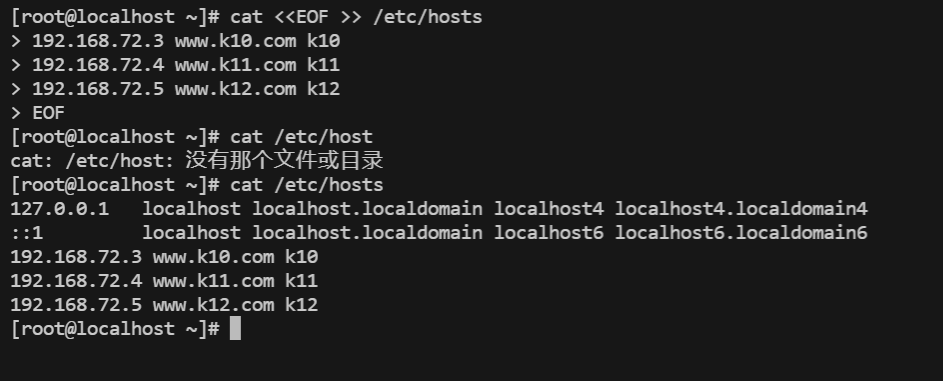 [root@localhost ~]# cat <<EOF >> /etc/hosts
> 192.168.72.3 www.k10.com k10
> 192.168.72.4 www.k11.com k11
> 192.168.72.5 www.k12.com k12
> EOF
[root@localhost ~]# cat /etc/host
cat: /etc/host: 没有那个文件或目录
[root@localhost ~]# cat /etc/hosts
127.0.0.1   localhost localhost.localdomain localhost4 localhost4.localdomain4
::1         localhost localhost.localdomain localhost6 localhost6.localdomain6
192.168.72.3 www.k10.com k10
192.168.72.4 www.k11.com k11
192.168.72.5 www.k12.com k12
[root@localhost ~]#